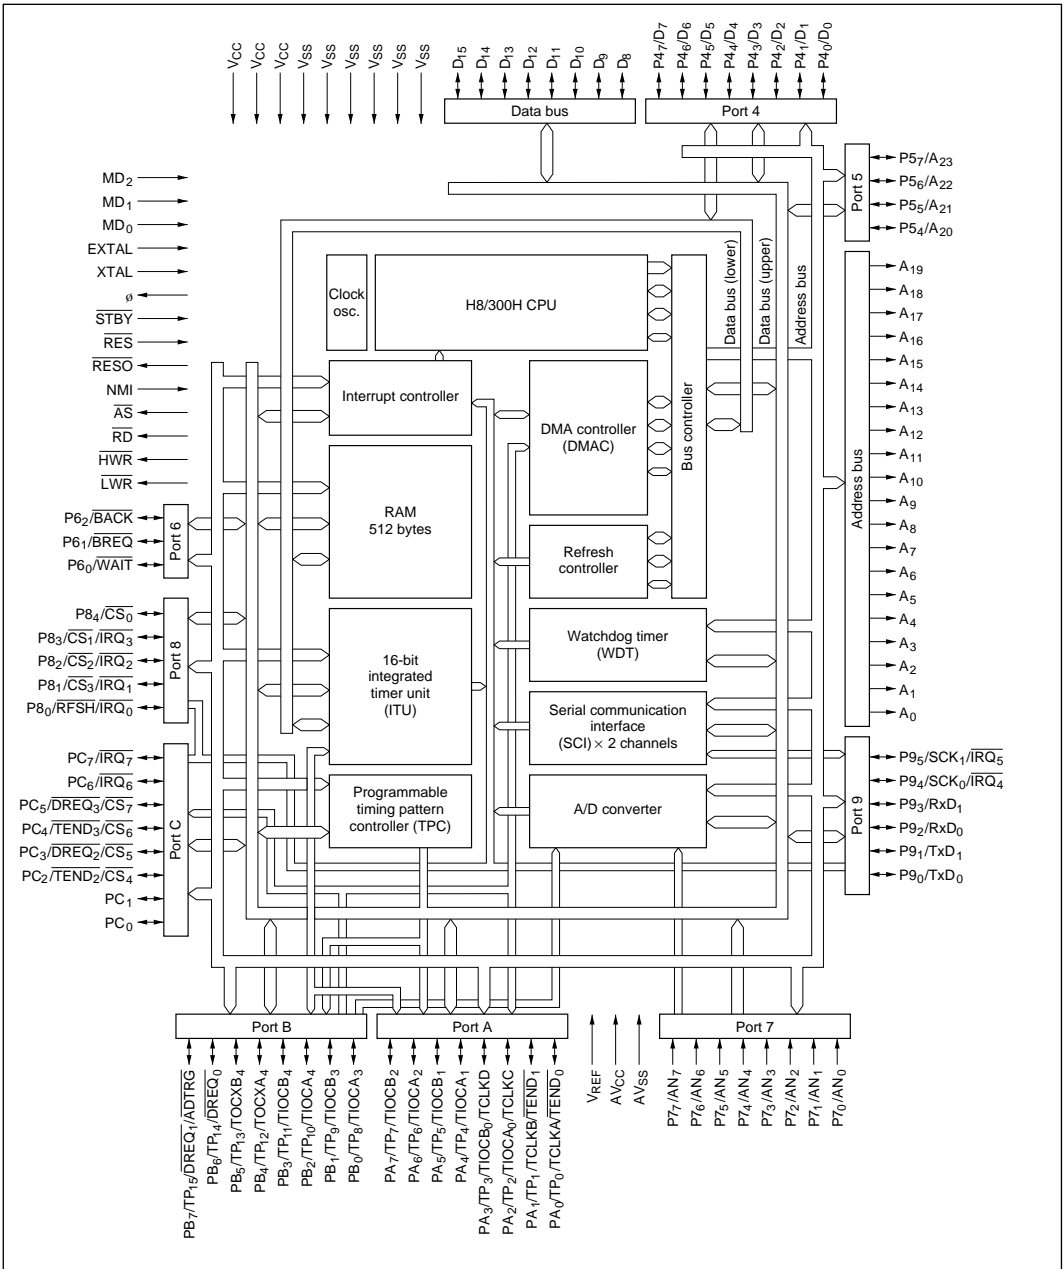 VCC
VCC
VCC
VSS
VSS
VSS
VSS
VSS
VSS
D15
D14
D13
D12
D11
D10
D9
D8
P47/D7
P46/D6
P45/D5
P44/D4
P43/D3
P42/D2
P41/D1
P40/D0
Data bus
Port 4
MD2
MD1
MD0
EXTAL
XTAL
ø
STBY
RES
RESO
NMI
AS
RD
HWR
LWR
P62/BACK
P61/BREQ
P60/WAIT
Port 6
P84/CS0
P83/CS1/IRQ3
P82/CS2/IRQ2
P81/CS3/IRQ1
P80/RFSH/IRQ0
Port 8
PC7/IRQ7
PC6/IRQ6
PC5/DREQ3/CS7
PC4/TEND3/CS6
PC3/DREQ2/CS5
PC2/TEND2/CS4
PC1
PC0
Port C
Clock
osc.
H8/300H CPU
Interrupt controller
RAM
512 bytes
16-bit
integrated
timer unit
(ITU)
Programmable
timing pattern
controller (TPC)
DMA controller
(DMAC)
Refresh
controller
Watchdog timer
(WDT)
Serial communication
interface
(SCI) × 2 channels
A/D converter
Bus controller
Data bus (lower)
Data bus (upper)
Address bus
Port 5
P57/A23
P56/A22
P55/A21
P54/A20
Address bus
A19
A18
A17
A16
A15
A14
A13
A12
A11
A10
A9
A8
A7
A6
A5
A4
A3
A2
A1
A0
Port 9
P95/SCK1/IRQ5
P94/SCK0/IRQ4
P93/RxD1
P92/RxD0
P91/TxD1
P90/TxD0
Port B
Port A
Port 7
PB7/TP15/DREQ1/ADTRG
PB6/TP14/DREQ0
PB5/TP13/TOCXB4
PB4/TP12/TOCXA4
PB3/TP11/TIOCB4
PB2/TP10/TIOCA4
PB1/TP9/TIOCB3
PB0/TP8/TIOCA3
PA7/TP7/TIOCB2
PA6/TP6/TIOCA2
PA5/TP5/TIOCB1
PA4/TP4/TIOCA1
PA3/TP3/TIOCB0/TCLKD
PA2/TP2/TIOCA0/TCLKC
PA1/TP1/TCLKB/TEND1
PA0/TP0/TCLKA/TEND0
VREF
AVCC
AVSS
P77/AN7
P76/AN6
P75/AN5
P74/AN4
P73/AN3
P72/AN2
P71/AN1
P70/AN0